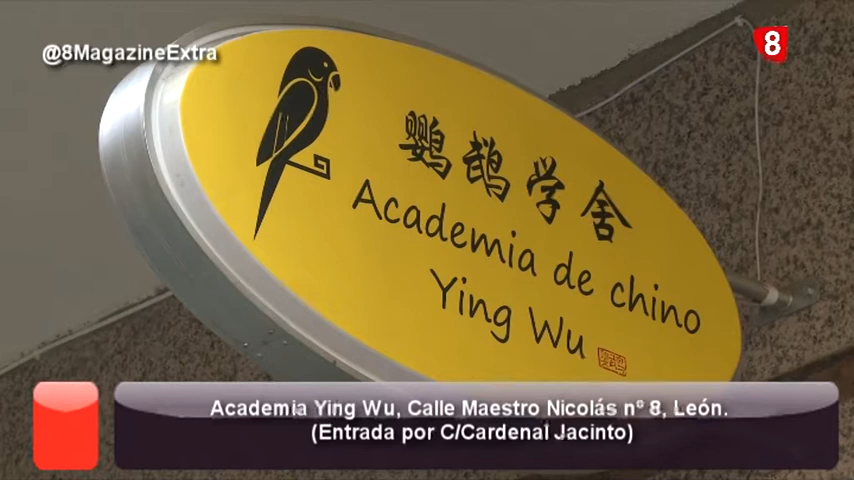 @8MagazineExtra
8
鹦鹉学舍
Academia de chino
Ying Wu
Academia Ying Wu, Calle Maestro Nicolás nº 8, León.
(Entrada por C/Cardenal Jacinto)